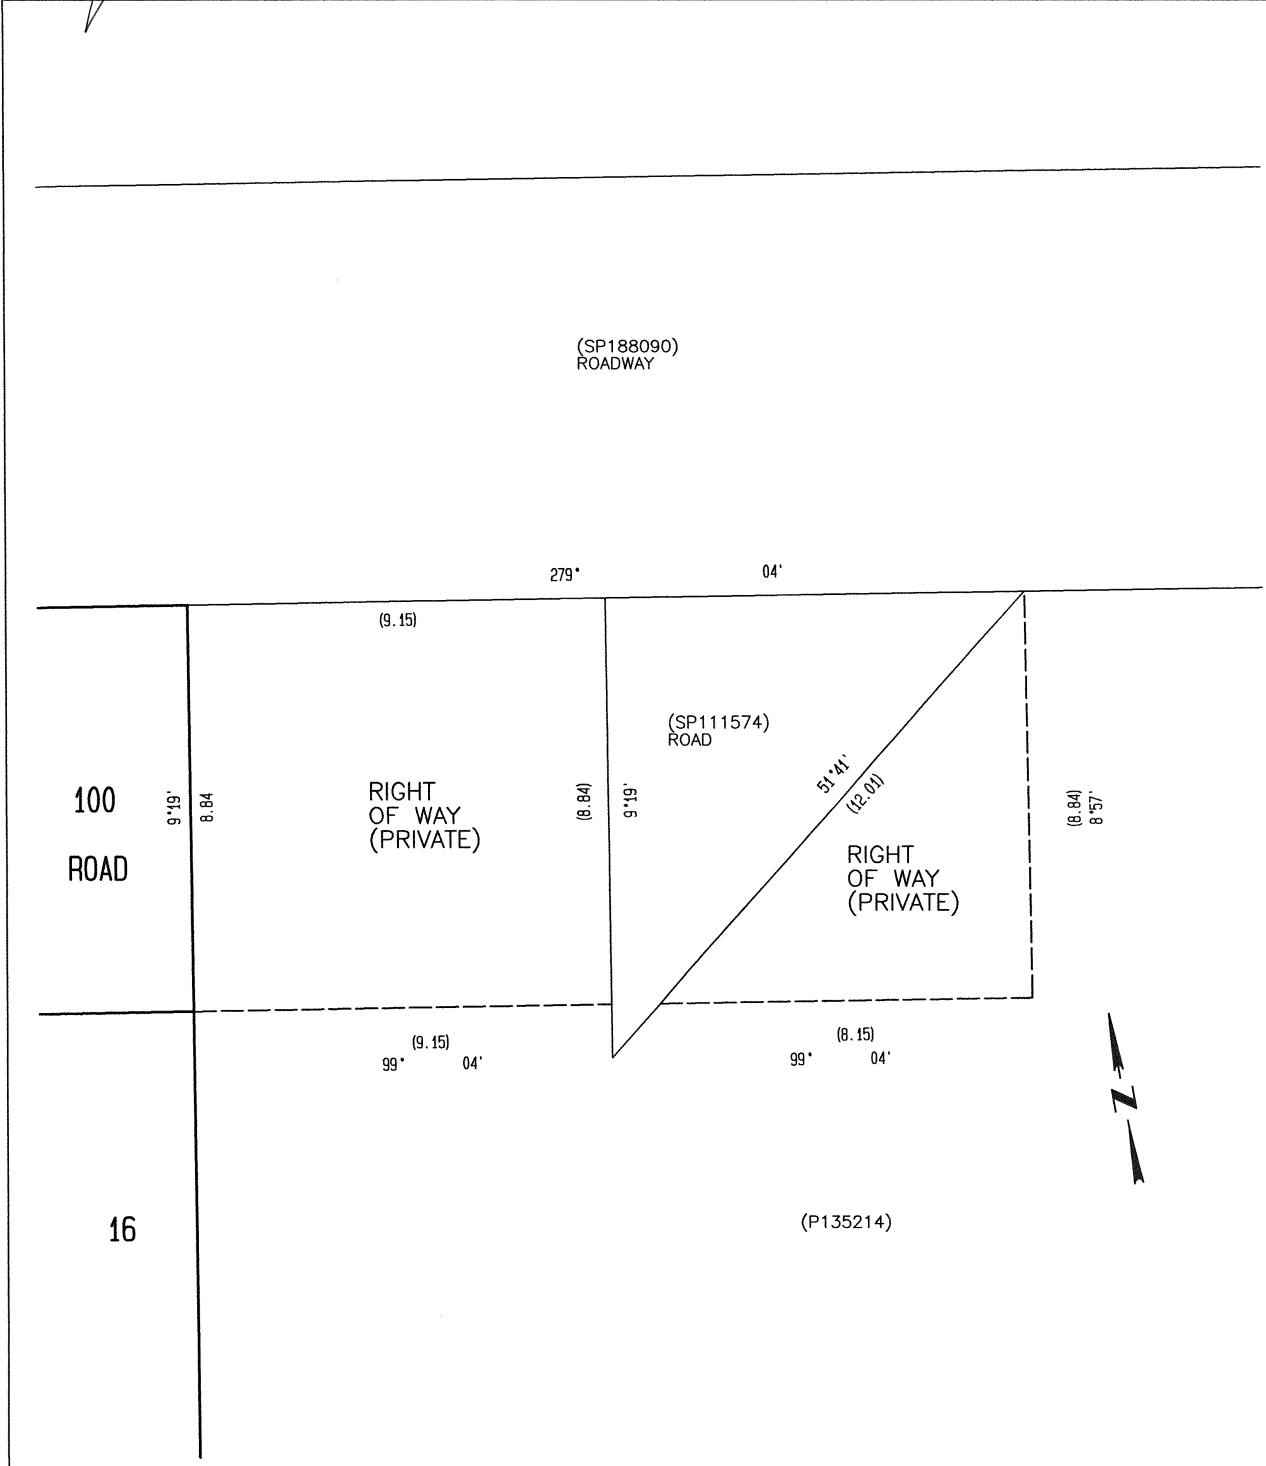 (SP188090)
ROADWAY
279° 04'
(9.15)
(SP111574)
ROAD
100
ROAD
9°19'
8.84
RIGHT
OF WAY
(PRIVATE)
(8.84)
9°19'
51°41'
(12.01)
RIGHT
OF WAY
(PRIVATE)
(8.84)
8°57'
(9.15)
99° 04'
(8.15)
99° 04'
N
16
(P135214)